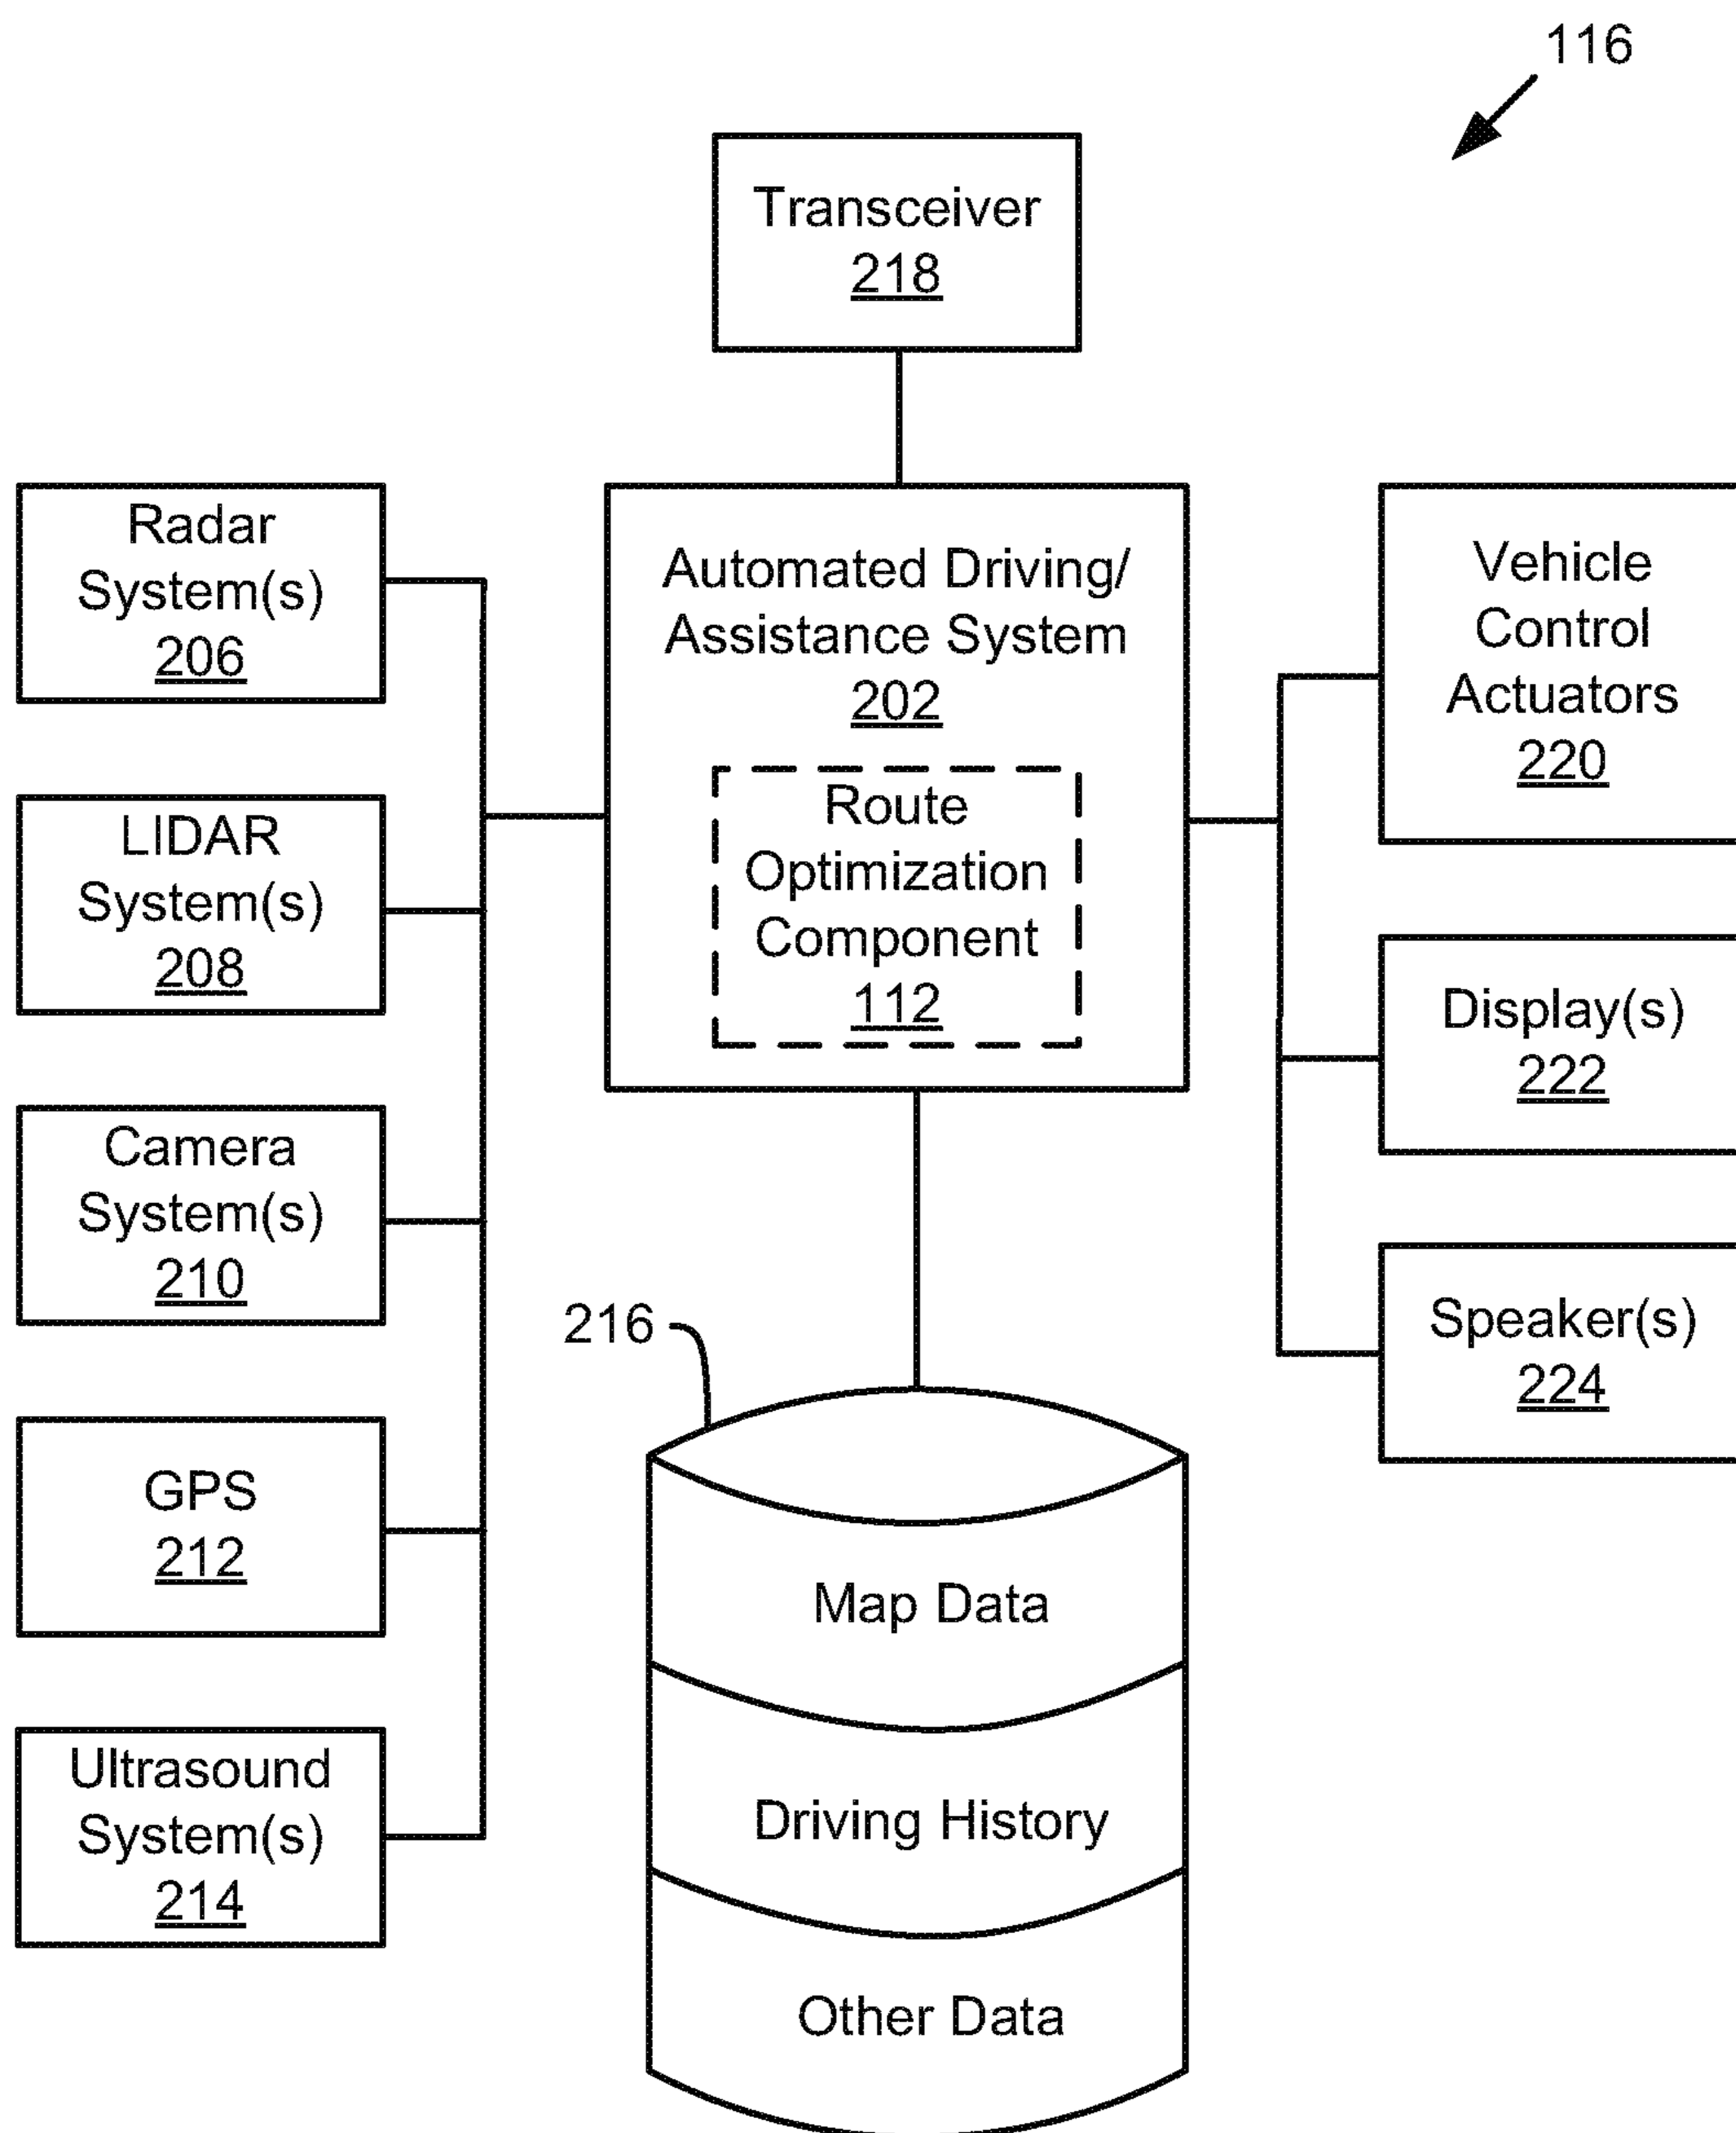 116
Transceiver
218
Radar
System(s)
206
LIDAR
System(s)
208
Camera
System(s)
210
GPS
212
Ultrasound
System(s)
214
Automated Driving/
Assistance System
202
Route
Optimization
Component
112
Vehicle
Control
Actuators
220
Display(s)
222
Speaker(s)
224
216
Map Data
Driving History
Other Data